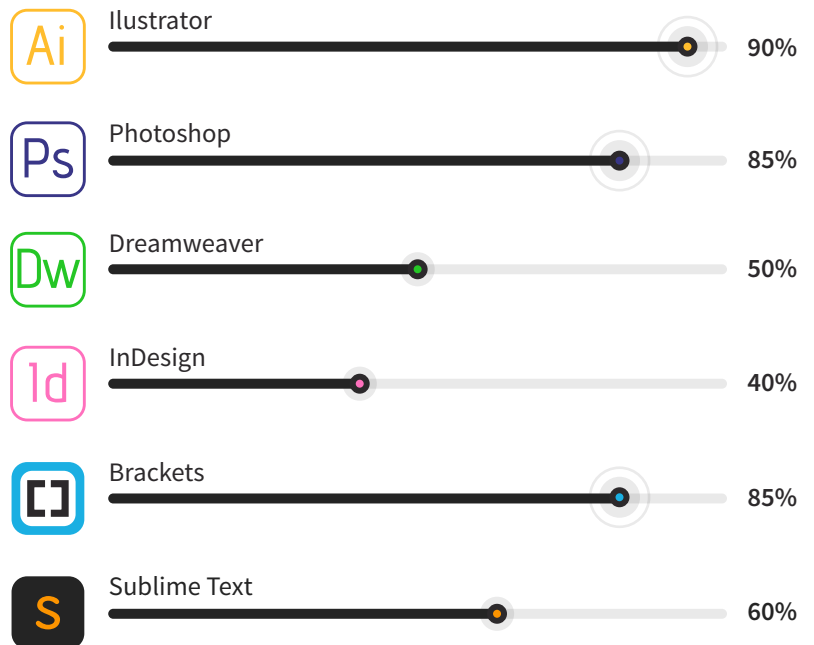 Ilustrator
Ai
90%
Photoshop
Ps
85%
Dreamweaver
Dw
50%
InDesign
Id
40%
Brackets
[]
85%
Sublime Text
S
60%